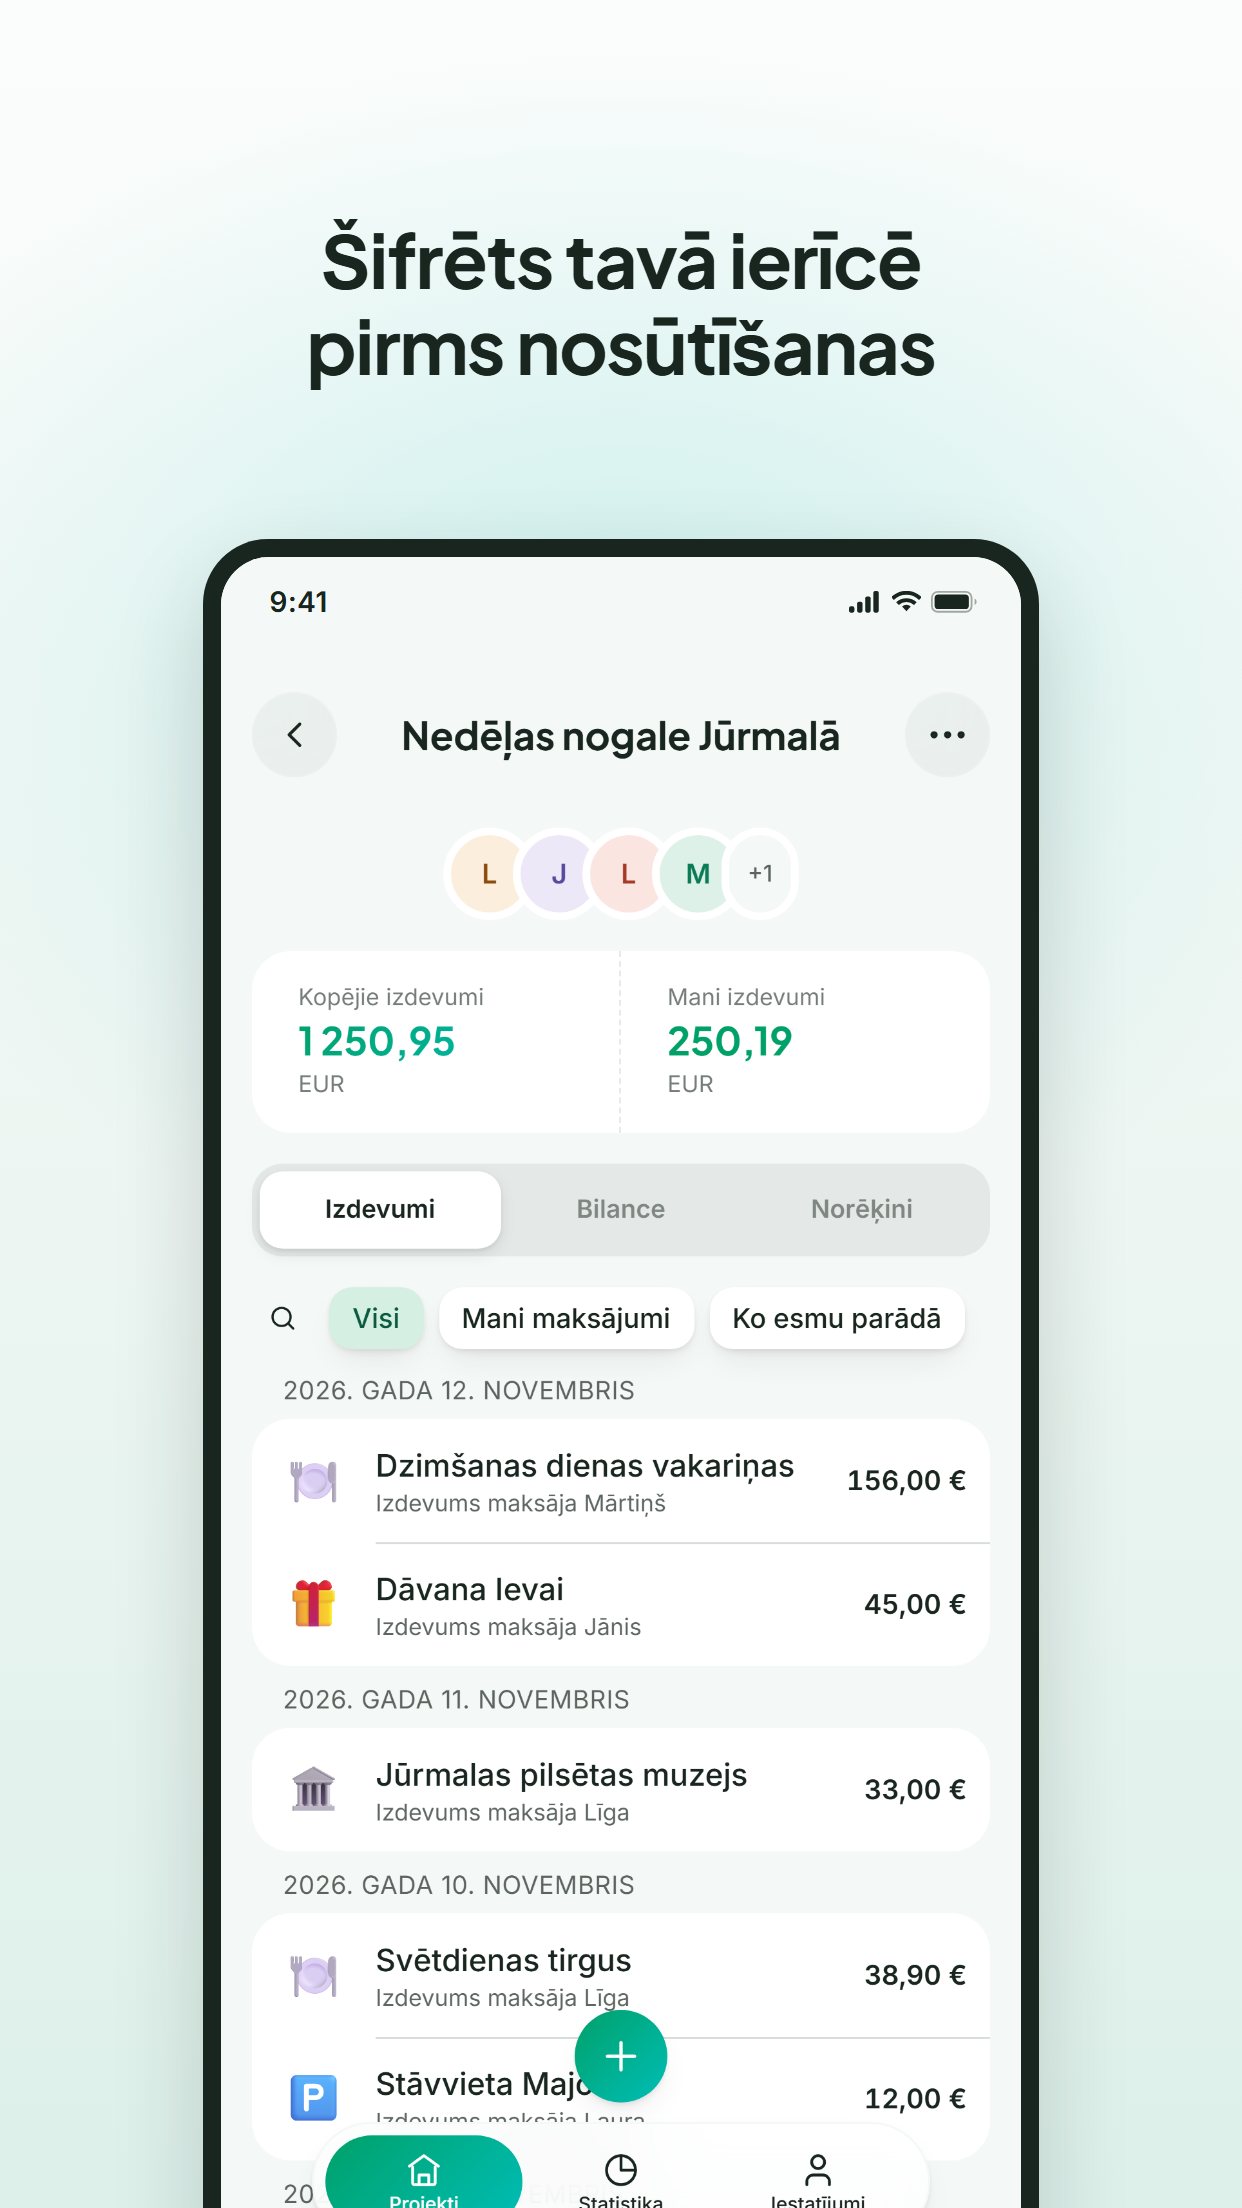 Šifrēts tavā ierīcē
pirms nosūtīšanas
9:41
Nedēļas nogale Jūrmalā
L J L M +1
Kopējie izdevumi
1 250,95
EUR
Mani izdevumi
250,19
EUR
Izdevumi Bilance Norēķini
Visi Mani maksājumi Ko esmu parādā
2026. GADA 12. NOVEMBRIS
Dzimšanas dienas vakariņas
156,00 €
Izdevums maksāja Mārtiņš
Dāvana Ievai
45,00 €
Izdevums maksāja Jānis
2026. GADA 11. NOVEMBRIS
Jūrmalas pilsētas muzejs
33,00 €
Izdevums maksāja Līga
2026. GADA 10. NOVEMBRIS
Svētdienas tirgus
38,90 €
Izdevums maksāja Līga
P
Stāvvieta
12,00 €
Izdevums maksāja Laura
Projekti Statistika Iestatījumi